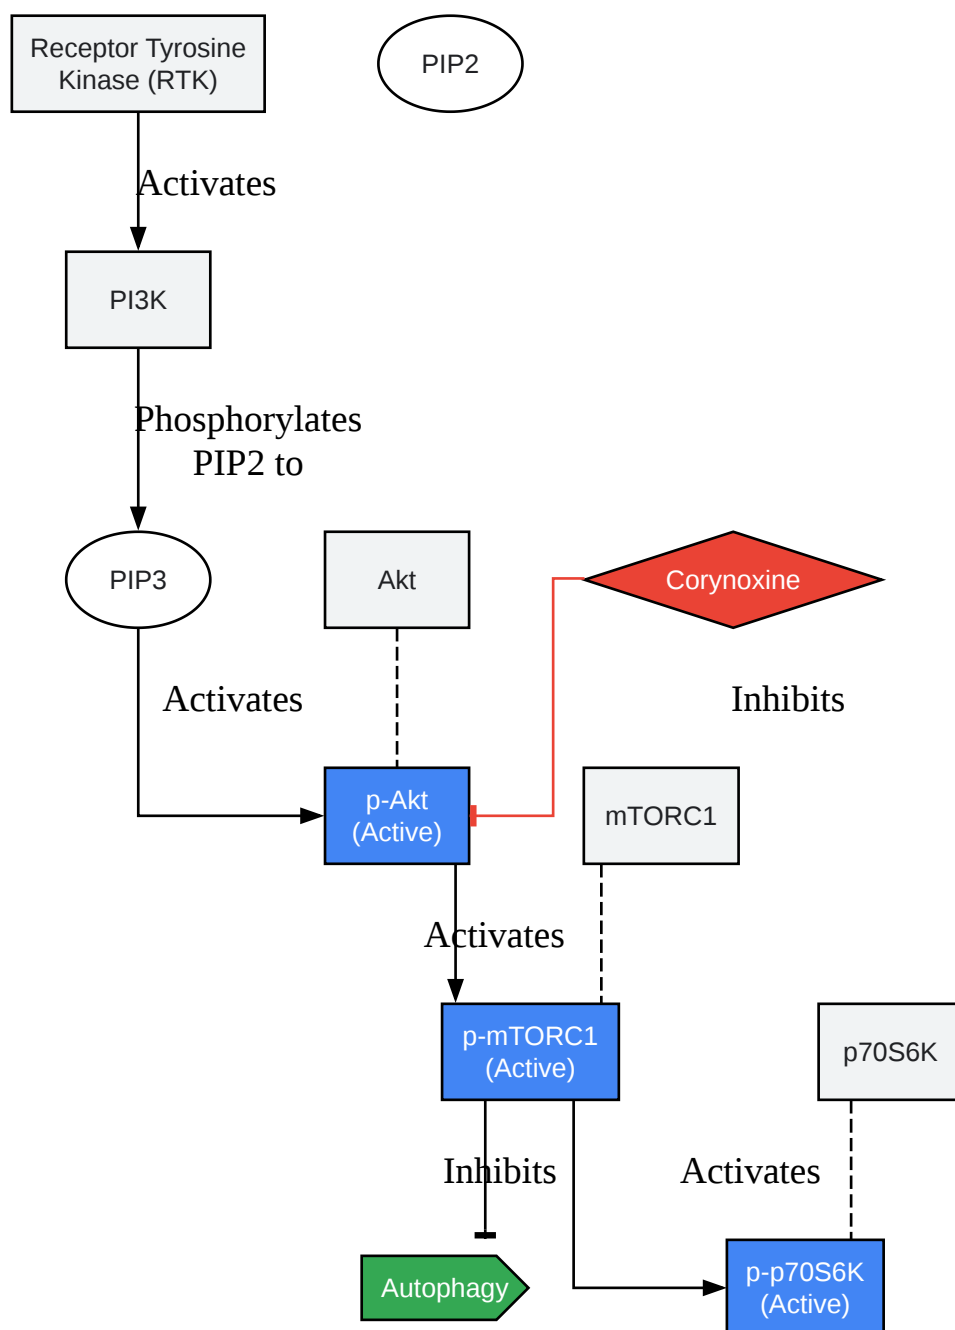 Receptor Tyrosine
Kinase (RTK)
PIP2
Activates
PI3K
Phosphorylates
PIP2 to
PIP3
Akt
Corynoxine
Activates
Inhibits
p-Akt
(Active)
mTORC1
Activates
p-mTORC1
(Active)
p70S6K
Inhibits
Activates
Autophagy
p-p70S6K
(Active)